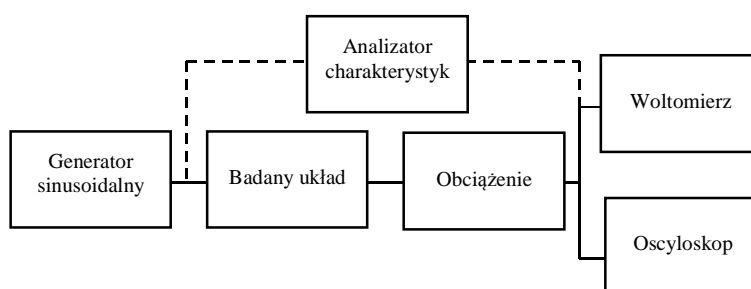 Analizator
charakterystyk
Woltomierz
Generator
sinusoidalny
Badany układ
Obciążenie
Oscyloskop